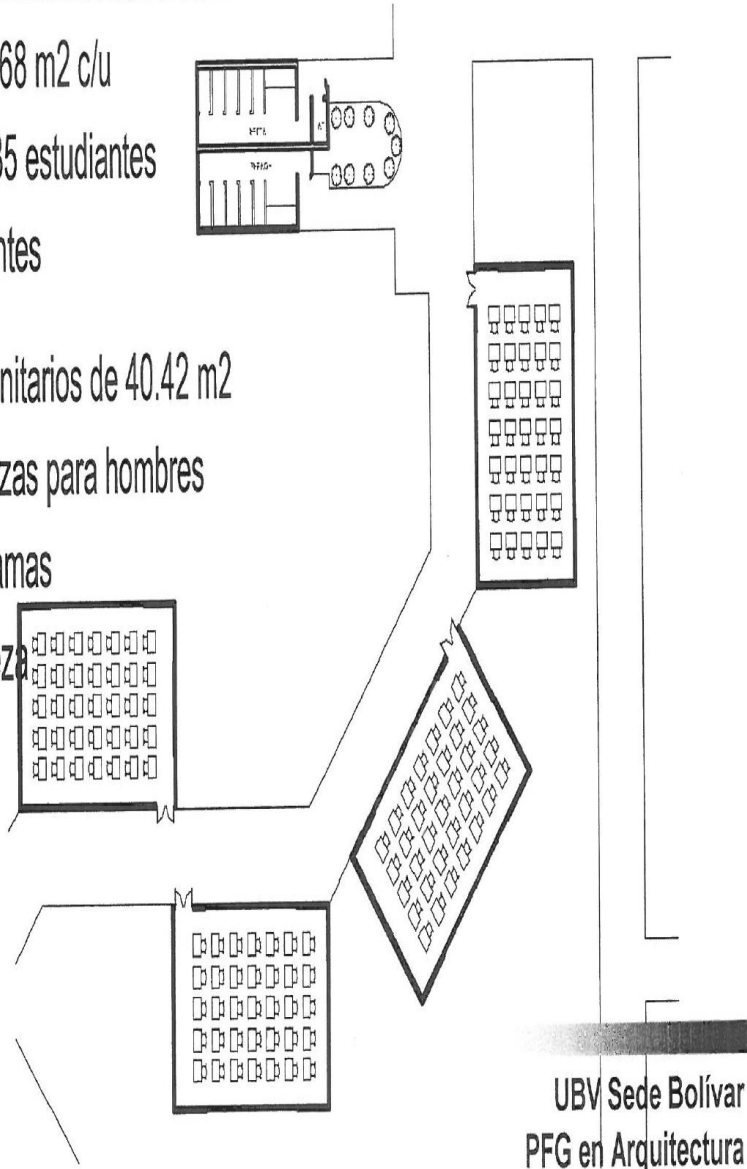 68 m2 c/u
35 estudiantes
ntes
nitarios de 40.42 m2
zas para hombres
amas
eza
UBV Sede Bolívar
PFG en Arquitectura